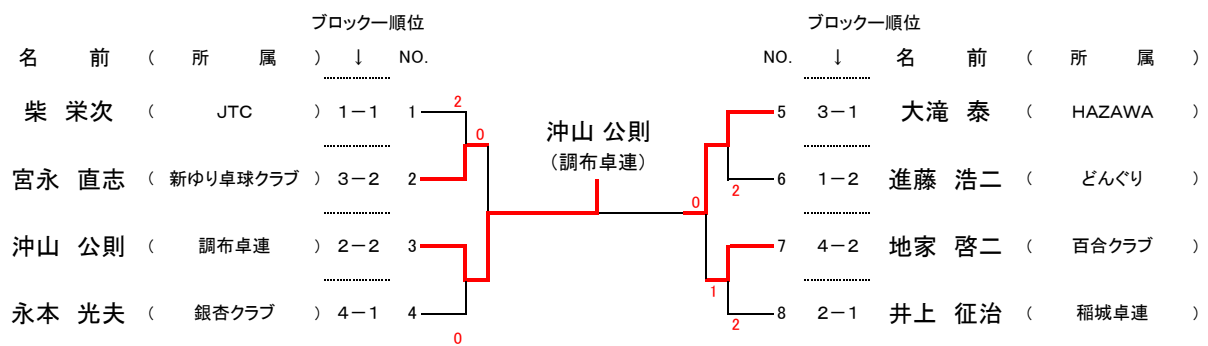 ブロックー順位 ブロックー順位
名 前 ( 所 属 ) ↓ NO. NO. ↓ 名 前 ( 所 属 )
柴 栄次 ( JTC ) 1-1 1 2 5 3-1 大滝 泰 ( HAZAWA )
0 沖山 公則
(調布卓連)
宮永 直志 ( 新ゆり卓球クラブ ) 3-2 2 2 6 1-2 進藤 浩二 ( どんぐり )
0
沖山 公則 ( 調布卓連 ) 2-2 3 7 4-2 地家 啓二 ( 百合クラブ )
1
永本 光夫 ( 銀杏クラブ ) 4-1 4 2 8 2-1 井上 征治 ( 稲城卓連 )
0